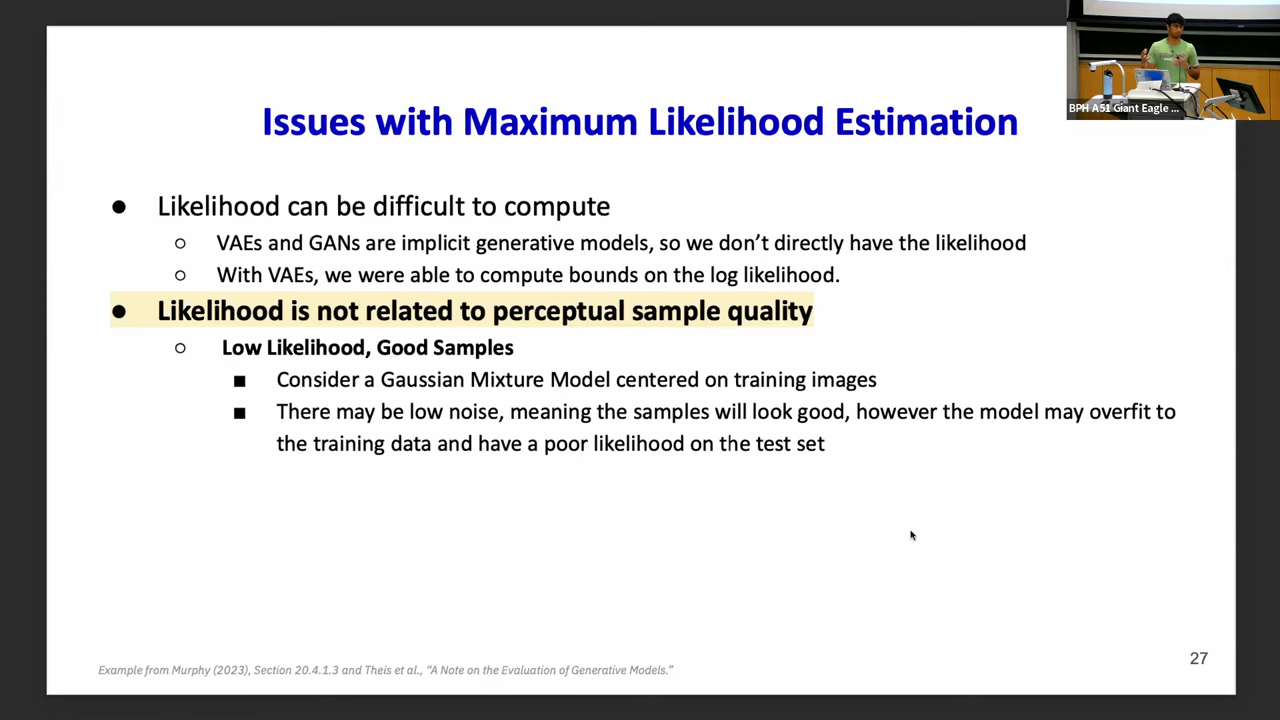 BPH A51 Giant Eagle ...
Issues with Maximum Likelihood Estimation
● Likelihood can be difficult to compute
○ VAEs and GANs are implicit generative models, so we don’t directly have the likelihood
○ With VAEs, we were able to compute bounds on the log likelihood.
● Likelihood is not related to perceptual sample quality
○ Low Likelihood, Good Samples
■ Consider a Gaussian Mixture Model centered on training images
■ There may be low noise, meaning the samples will look good, however the model may overfit to
the training data and have a poor likelihood on the test set
Example from Murphy (2023), Section 20.4.1.3 and Theis et al., “A Note on the Evaluation of Generative Models.”
27